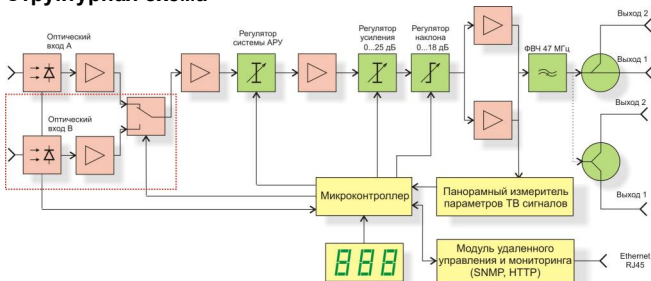 Структурная схема
Оптический
вход А
Регулятор
системы АРУ
Регулятор
усиления
0...25 дБ
Регулятор
наклона
0...18 дБ
ФВЧ 47 МГц
Выход 2
Выход 1
Оптический
вход В
Выход 2
Выход 1
Микроконтроллер
Панорамный измеритель
параметров ТВ сигналов
888
Модуль удаленного
управления и мониторинга
(SNMP, HTTP)
Ethernet
RJ45